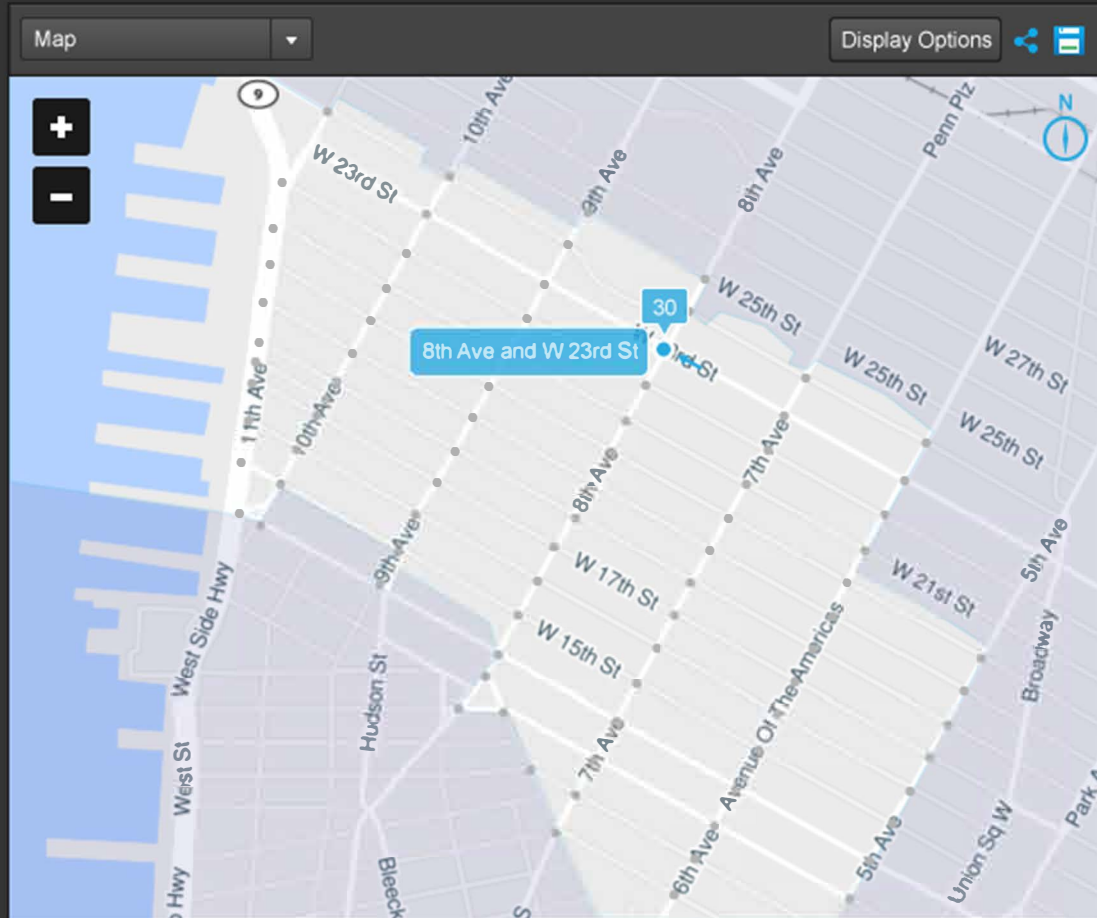 Map
Display Options
9
N
10th Ave
Penn Plz
W 23rd St
9th Ave
8th Ave
W 25th St
30
8th Ave and W 23rd St
W 25th St
W 27th St
11th Ave
10th Ave
7th Ave
W 25th St
8th Ave
9th Ave
W 17th St
5th Ave
W 21st St
West Side Hwy
W 15th St
Broadway
Hudson St
Avenue Of The Americas
West St
7th Ave
Park A
6th Ave
5th Ave
Union Sq W
Bleeck
Hwy
S